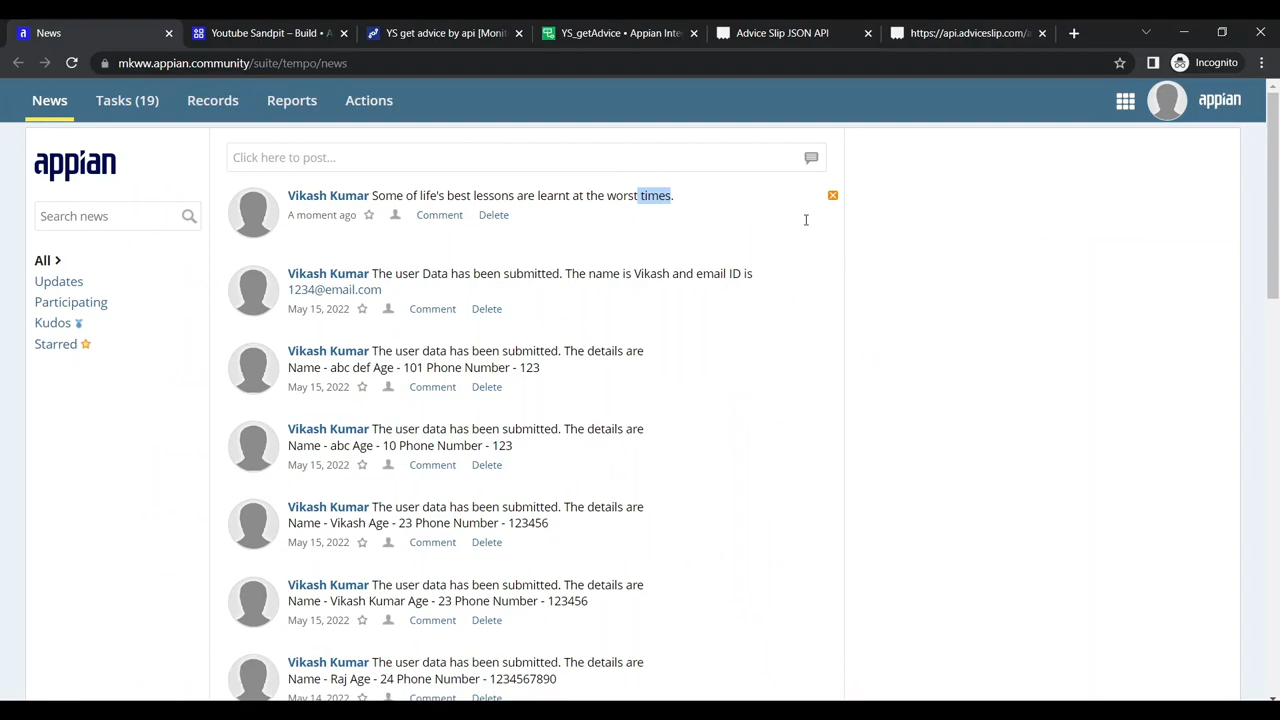 News
Youtube Sandpit – Build • A
YS get advice by api [Monit
YS_getAdvice • Appian Inte
Advice Slip JSON API
https://api.adviceslip.com/a
mkww.appian.community/suite/tempo/news
Incognito
News
Tasks (19)
Records
Reports
Actions
appian
appian
Search news
All
Updates
Participating
Kudos
Starred
Click here to post...
Vikash Kumar Some of life's best lessons are learnt at the worst times.
A moment ago Comment Delete
Vikash Kumar The user Data has been submitted. The name is Vikash and email ID is
1234@email.com
May 15, 2022 Comment Delete
Vikash Kumar The user data has been submitted. The details are
Name - abc def Age - 101 Phone Number - 123
May 15, 2022 Comment Delete
Vikash Kumar The user data has been submitted. The details are
Name - abc Age - 10 Phone Number - 123
May 15, 2022 Comment Delete
Vikash Kumar The user data has been submitted. The details are
Name - Vikash Age - 23 Phone Number - 123456
May 15, 2022 Comment Delete
Vikash Kumar The user data has been submitted. The details are
Name - Vikash Kumar Age - 23 Phone Number - 123456
May 15, 2022 Comment Delete
Vikash Kumar The user data has been submitted. The details are
Name - Raj Age - 24 Phone Number - 1234567890
May 14, 2022 Comment Delete